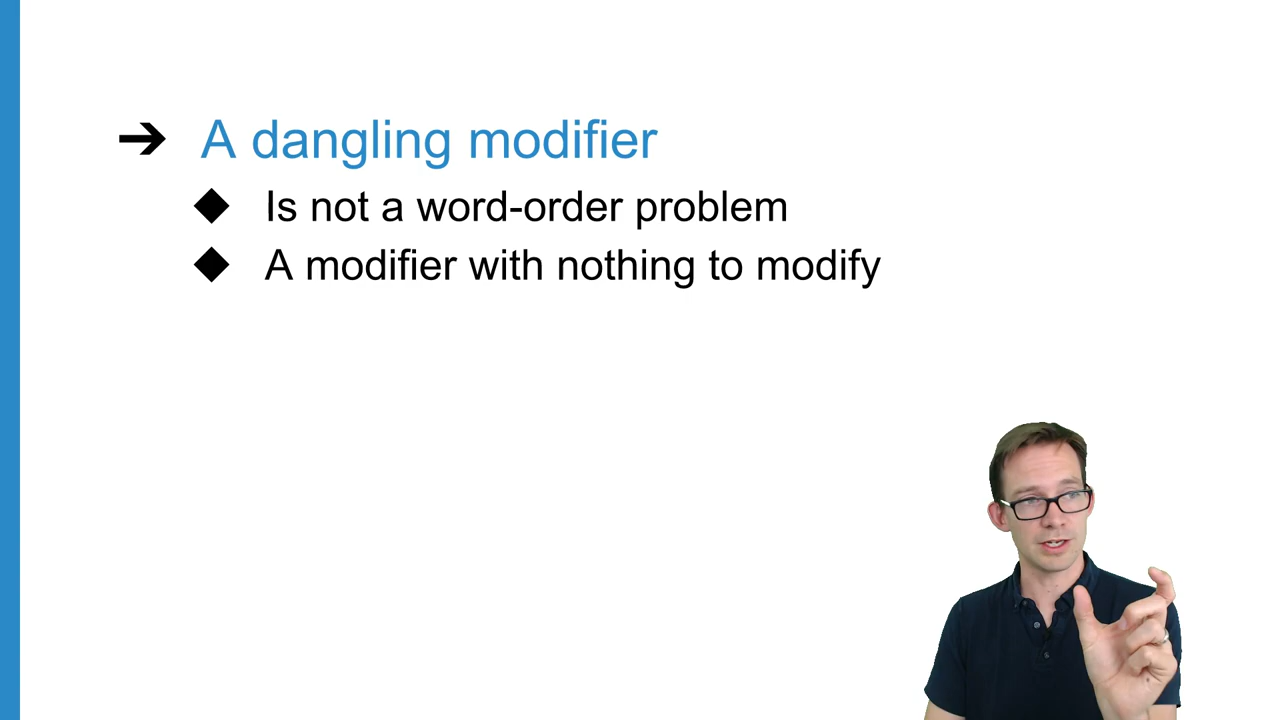 ➔ A dangling modifier
◆ Is not a word-order problem
◆ A modifier with nothing to modify